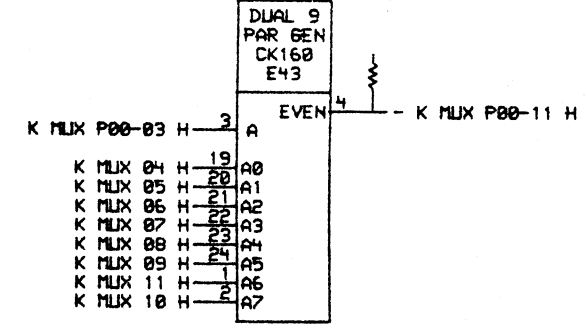 DUAL 9
PAR GEN
CK160
E43
EVEN 4 K MUX P00-11 H
K MUX P00-03 H 3 A
K MUX 04 H 19 A0
K MUX 05 H 20 A1
K MUX 06 H 21 A2
K MUX 07 H 22 A3
K MUX 08 H 23 A4
K MUX 09 H 24 A5
K MUX 11 H 1 A6
K MUX 10 H 2 A7